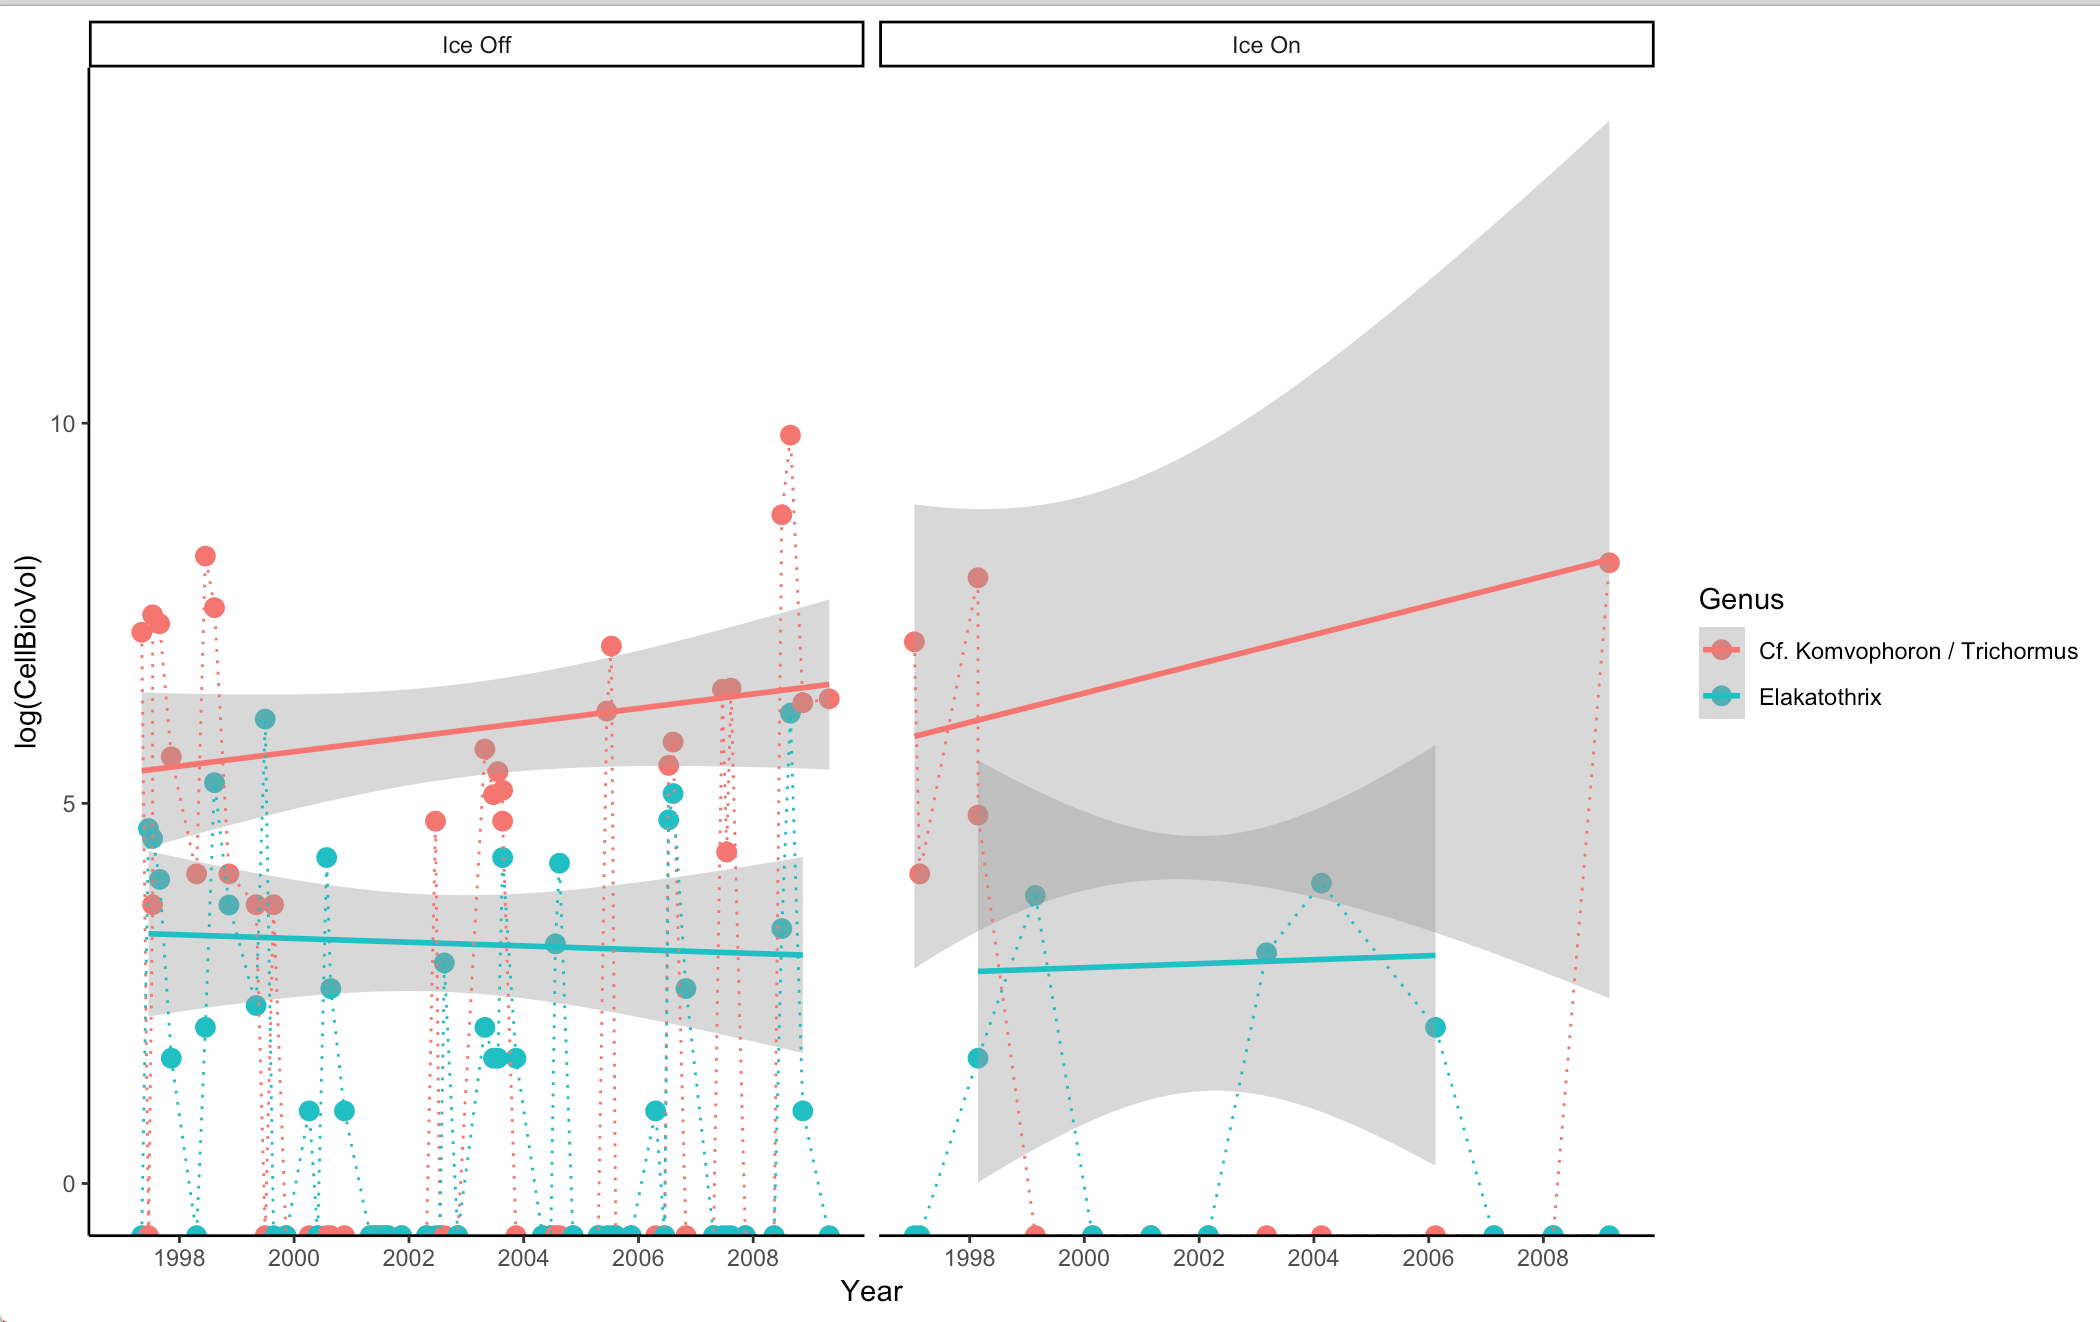 Ice Off
Ice On
log(CellBioVol)
10
5
0
1998 2000 2002 2004 2006 2008
1998 2000 2002 2004 2006 2008
Year
Genus
Cf. Komvophoron / Trichormus
Elakatothrix